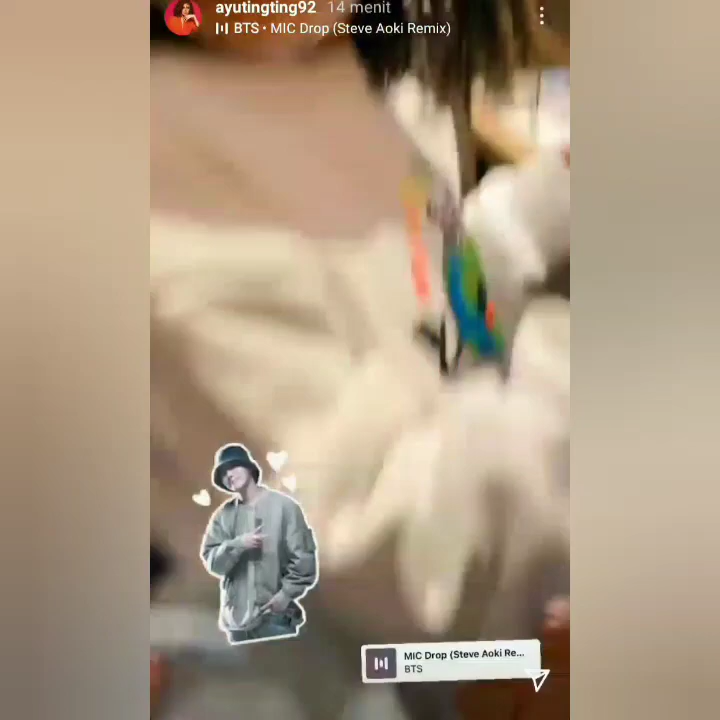 ayutingting92 14 menit
BTS • MIC Drop (Steve Aoki Remix)
MIC Drop (Steve Aoki Re...
BTS